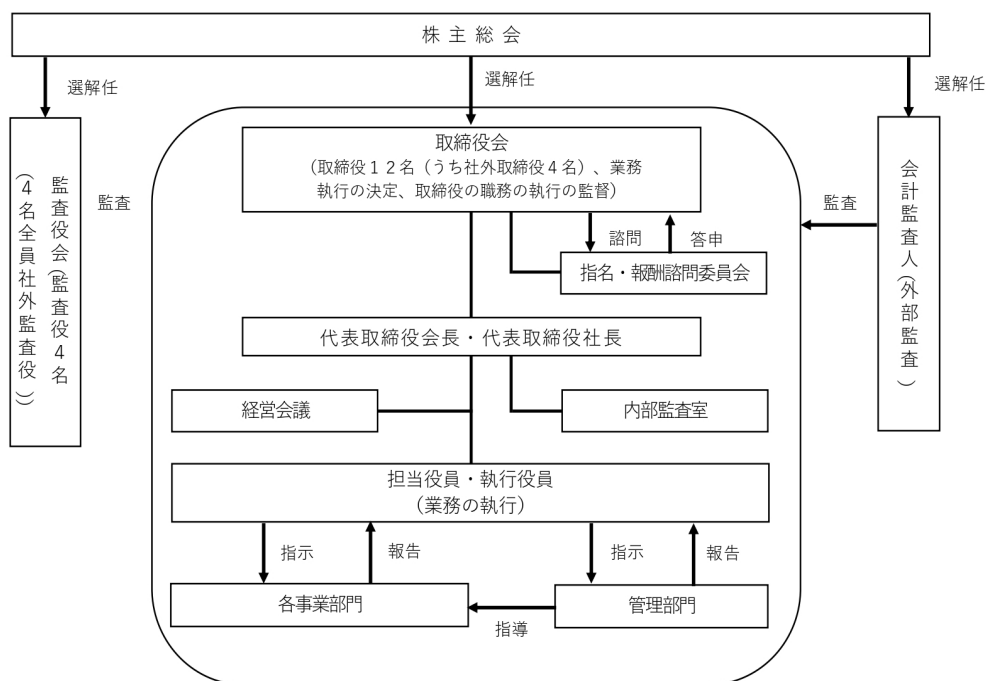 株主総会
選解任
選解任
選解任
監査役会(監査役4名
(4名全員社外監査役))
監査
取締役会
(取締役12名(うち社外取締役4名)、業務
執行の決定、取締役の職務の執行の監督)
諮問
答申
指名・報酬諮問委員会
監査
会計監査人(外部監査)
代表取締役会長・代表取締役社長
経営会議
内部監査室
担当役員・執行役員
(業務の執行)
指示
報告
指示
報告
各事業部門
管理部門
指導